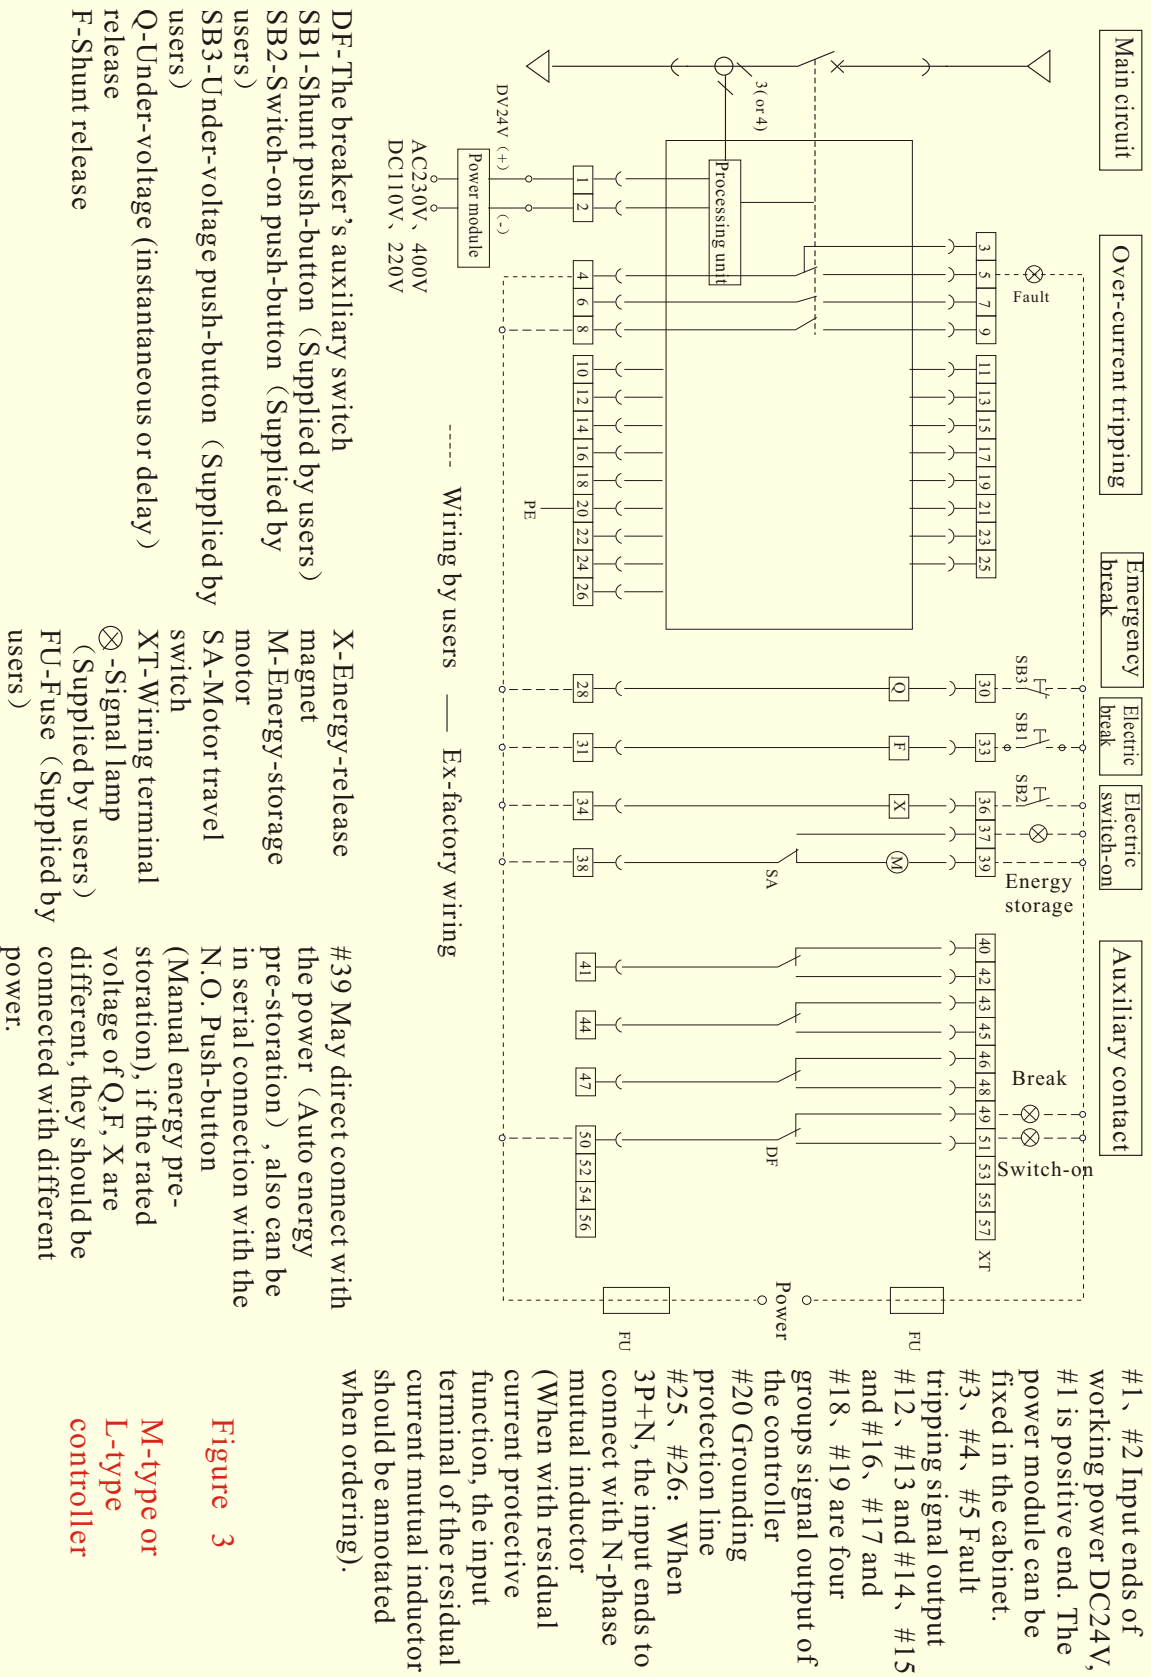 Main circuit
Over-current tripping
Emergency
break
Electric
break
Electric
switch-on
Auxiliary contact
3(or 4)
Processing unit
DV24V (+)
(-)
Power module
AC230V、400V
DC110V、220V
Fault
3 5 7 9
11 13 15 17 19 21 23 25
30
33
36 37 39
40 42 43 45 46 48 49 51 53 55 57 XT
1 2
4 6 8
10 12 14 16 18 20 22 24 26
PE
28
31
34
38
41
44
47
50 52 54 56
SB3
SB1
SB2
Q
F
X
M
SA
Energy
storage
DF
Break
Switch-on
FU
Power
FU
---- Wiring by users — Ex-factory wiring
DF-The breaker's auxiliary switch
SB1-Shunt push-button（Supplied by users）
SB2-Switch-on push-button（Supplied by
users）
SB3-Under-voltage push-button（Supplied by
users）
Q-Under-voltage (instantaneous or delay）
release
F-Shunt release
X-Energy-release
magnet
M-Energy-storage
motor
SA-Motor travel
switch
XT-Wiring terminal
⊗-Signal lamp
（Supplied by users）
FU-Fuse（Supplied by
users）
#39 May direct connect with
the power（Auto energy
pre-storation）, also can be
in serial connection with the
N.O. Push-button
(Manual energy pre-
storation), if the rated
voltage of Q,F, X are
different, they should be
connected with different
power.
#1、#2 Input ends of
working power DC24V,
#1 is positive end. The
power module can be
fixed in the cabinet.
#3、#4、#5 Fault
tripping signal output
#12、#13 and #14、#15
and #16、#17 and
#18、#19 are four
groups signal output of
the controller
#20 Grounding
protection line
#25、#26: When
3P+N, the input ends to
connect with N-phase
mutual inductor
(When with residual
current protective
function, the input
terminal of the residual
current mutual inductor
should be annotated
when ordering).
Figure 3
M-type or
L-type
controller